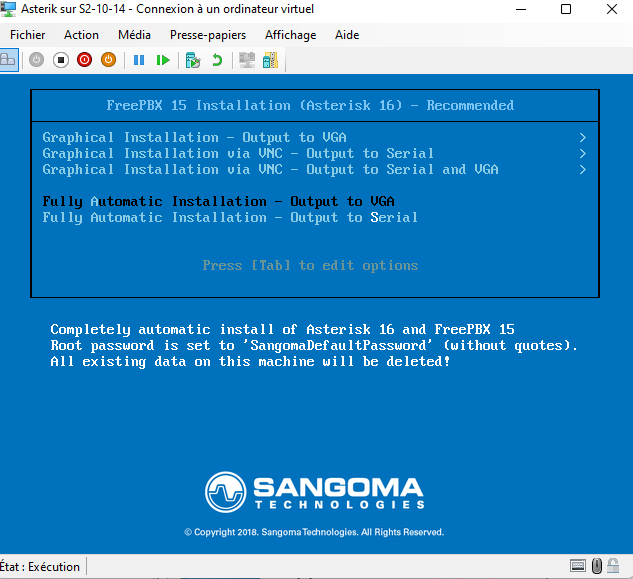 Asterik sur S2-10-14 - Connexion à un ordinateur virtuel
Fichier Action Média Presse-papiers Affichage Aide
FreePBX 15 Installation (Asterisk 16) - Recommended
Graphical Installation - Output to VGA >
Graphical Installation via VNC - Output to Serial >
Graphical Installation via VNC - Output to Serial and VGA >
Fully Automatic Installation - Output to VGA
Fully Automatic Installation - Output to Serial
Press [Tab] to edit options
Completely automatic install of Asterisk 16 and FreePBX 15
Root password is set to 'SangomaDefaultPassword' (without quotes).
All existing data on this machine will be deleted!
SANGOMA
TECHNOLOGIES
© Copyright 2018. Sangoma Technologies. All Rights Reserved.
État : Exécution